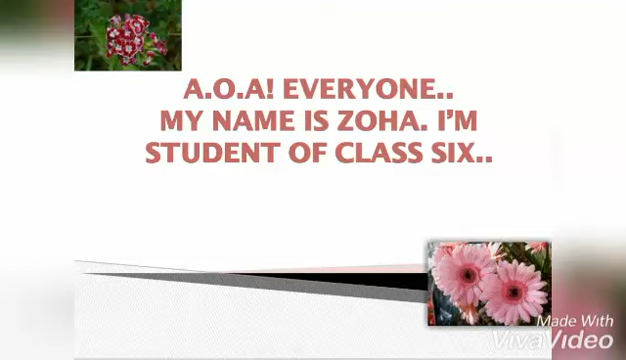 A.O.A! EVERYONE..
MY NAME IS ZOHA. I'M
STUDENT OF CLASS SIX..
Made With
VivaVideo